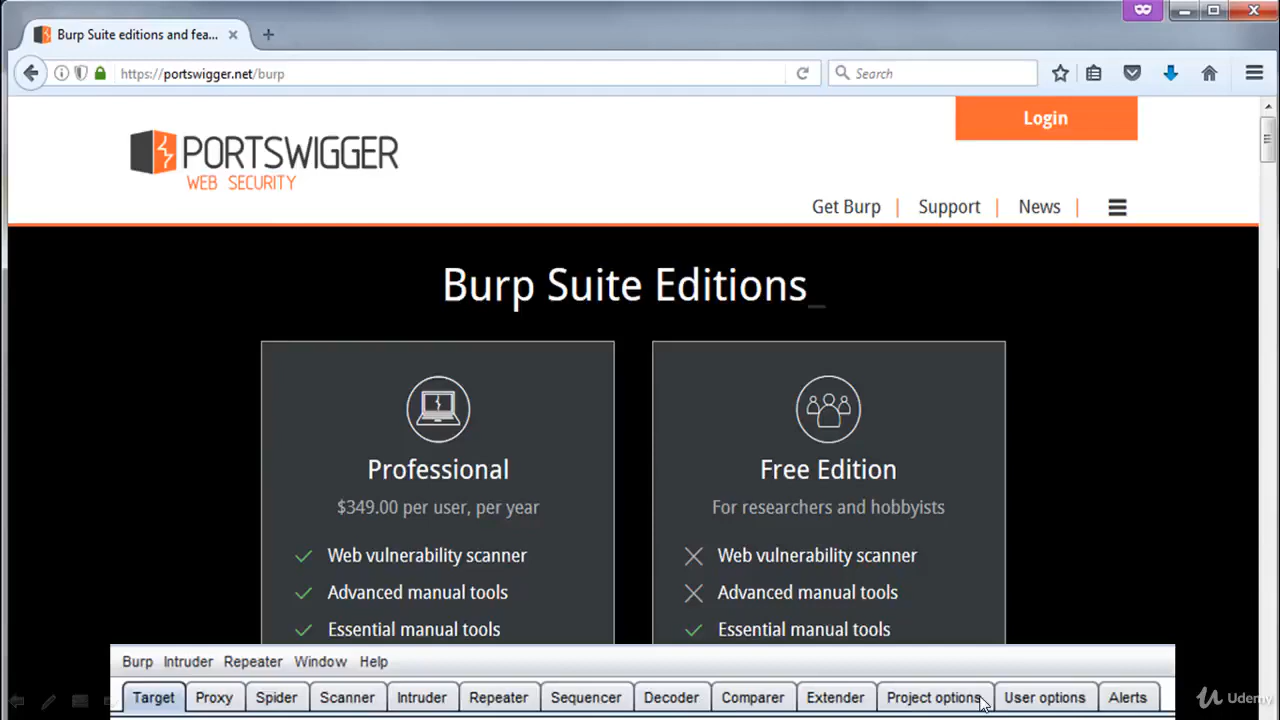 Burp Suite editions and fea...
https://portswigger.net/burp
Search
Login
PORTSWIGGER
WEB SECURITY
Get Burp | Support | News |
Burp Suite Editions_
Professional
$349.00 per user, per year
Web vulnerability scanner
Advanced manual tools
Essential manual tools
Free Edition
For researchers and hobbyists
Web vulnerability scanner
Advanced manual tools
Essential manual tools
Burp Intruder Repeater Window Help
Target Proxy Spider Scanner Intruder Repeater Sequencer Decoder Comparer Extender Project options User options Alerts
Udemy